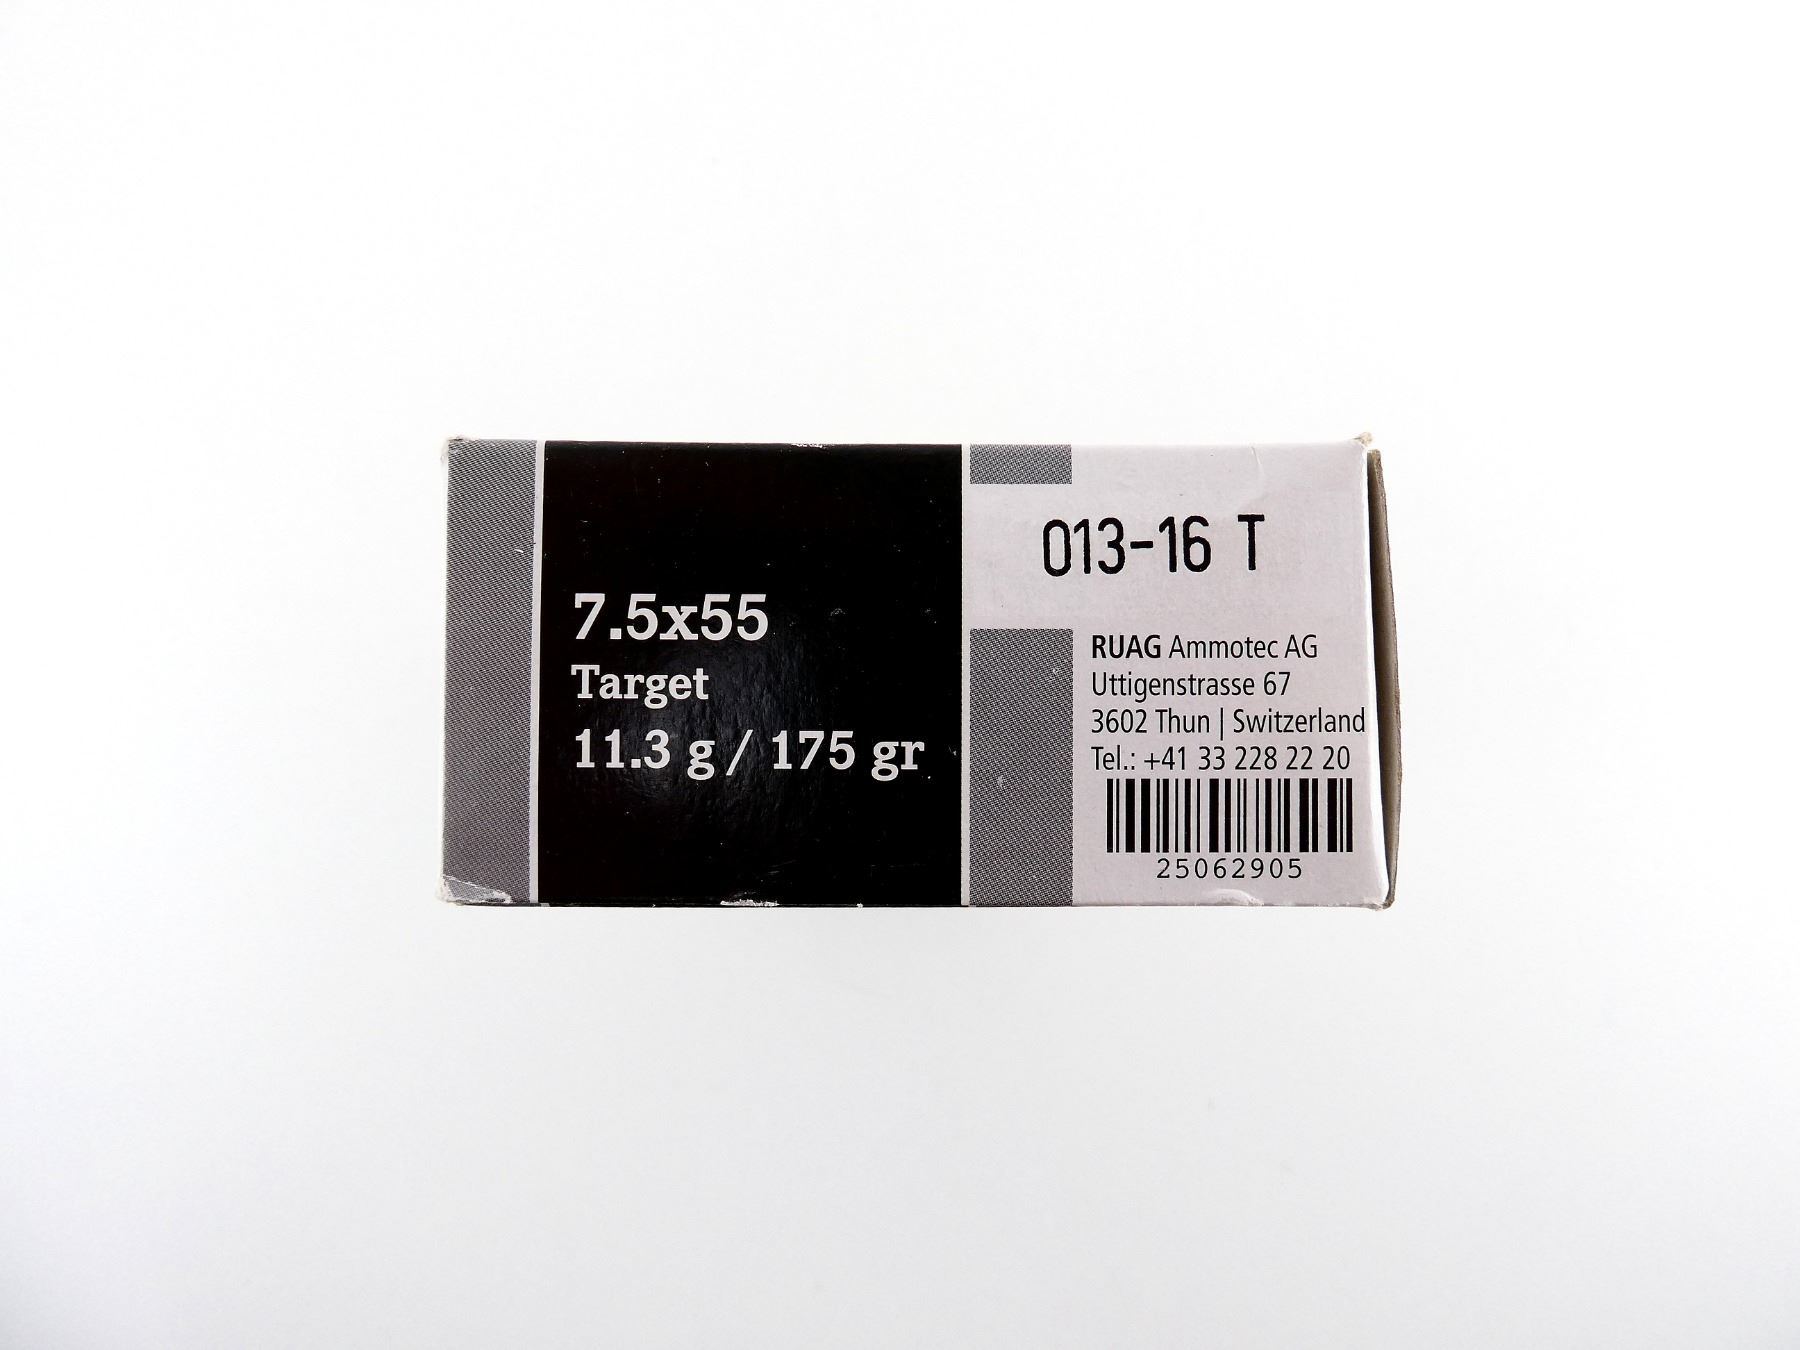 7.5x55
Target
11.3 g / 175 gr
013-16 T
RUAG Ammotec AG
Uttigenstrasse 67
3602 Thun | Switzerland
Tel.: +41 33 228 22 20
25062905